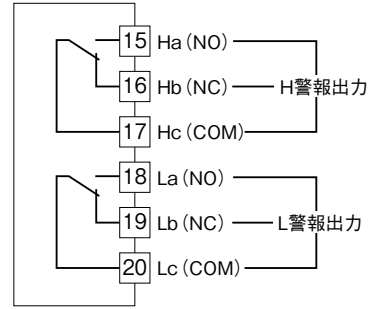 15 Ha (NO)
16 Hb (NC) H警報出力
17 Hc (COM)
18 La (NO)
19 Lb (NC) L警報出力
20 Lc (COM)